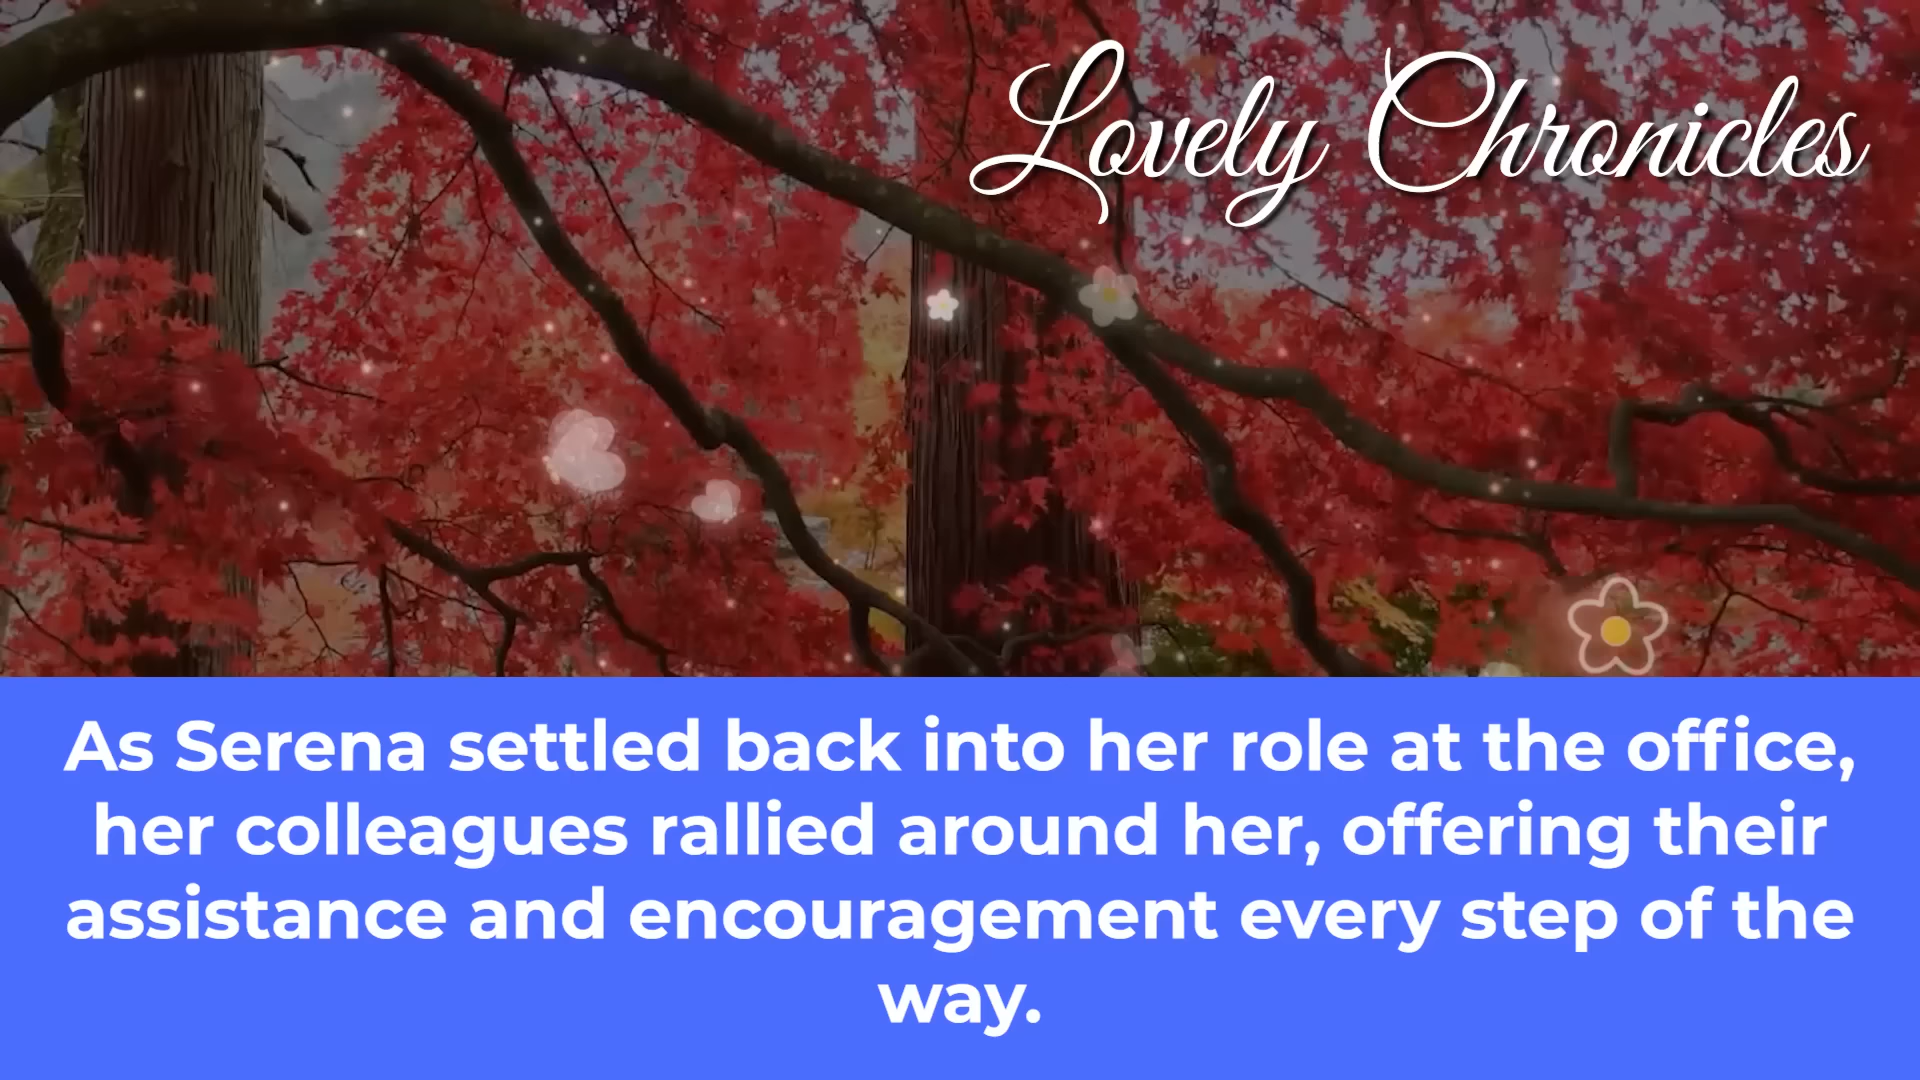 Lovely Chronicles
As Serena settled back into her role at the office,
her colleagues rallied around her, offering their
assistance and encouragement every step of the
way.